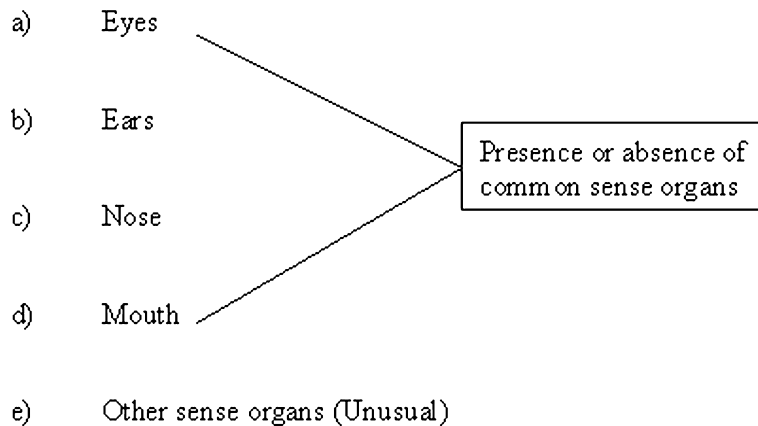 a) Eyes
b) Ears
Presence or absence of
common sense organs
c) Nose
d) Mouth
e) Other sense organs (Unusual)